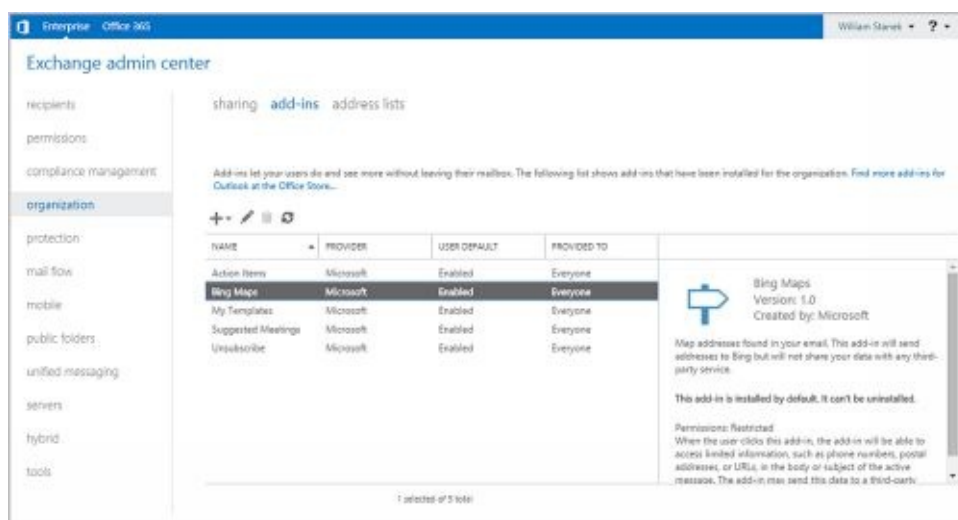 Enterprise Office 365
William Stanek ?
Exchange admin center
recipients
permissions
compliance management
organization
protection
mail flow
mobile
public folders
unified messaging
servers
hybrid
tools
sharing add-ins address lists
Add-ins let your users do and see more without leaving their mailbox. The following list shows add-ins that have been installed for the organization. Find more add-ins for
Outlook at the Office Store...
NAME PROVIDER USER DEFAULT PROVIDED TO
Action Items Microsoft Enabled Everyone
Bing Maps Microsoft Enabled Everyone
My Templates Microsoft Enabled Everyone
Suggested Meetings Microsoft Enabled Everyone
Unsubscribe Microsoft Enabled Everyone
1 selected of 5 total
Bing Maps
Version: 1.0
Created by: Microsoft
Map addresses found in your email. This add-in will send
addresses to Bing but will not share your data with any third-
party service.
This add-in is installed by default. It can't be uninstalled.
Permissions: Restricted
When the user clicks this add-in, the add-in will be able to
access limited information, such as phone numbers, postal
addresses, or URLs, in the body or subject of the active
message. The add-in may send this data to a third-party